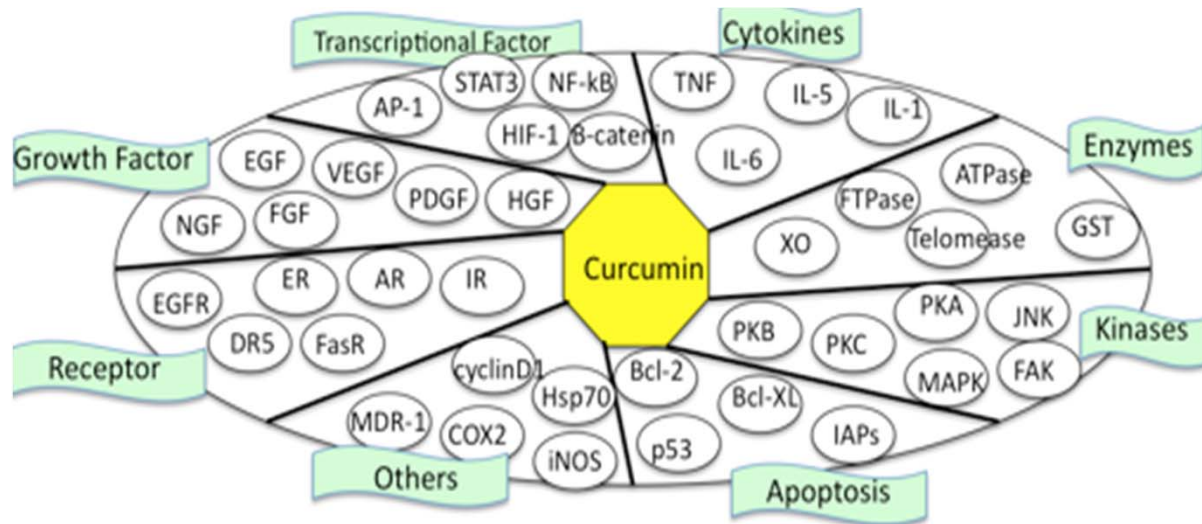 Transcriptional Factor
STAT3
NF-kB
AP-1
HIF-1
B-catenin
Cytokines
TNF
IL-5
IL-1
IL-6
Enzymes
ATPase
FTPase
Telomease
GST
XO
Kinases
PKA
JNK
PKB
PKC
MAPK
FAK
Apoptosis
Bcl-2
Bcl-XL
p53
IAPs
Others
cyclinD1
Hsp70
MDR-1
COX2
iNOS
Receptor
EGFR
ER
AR
IR
DR5
FasR
Growth Factor
EGF
VEGF
PDGF
HGF
NGF
FGF
Curcumin